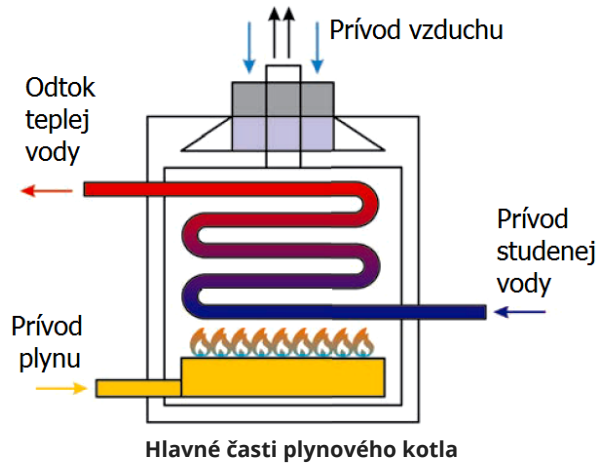 Prívod vzduchu
Odtok
teplej
vody
Prívod
studenej
vody
Prívod
plynu
Hlavné časti plynového kotla